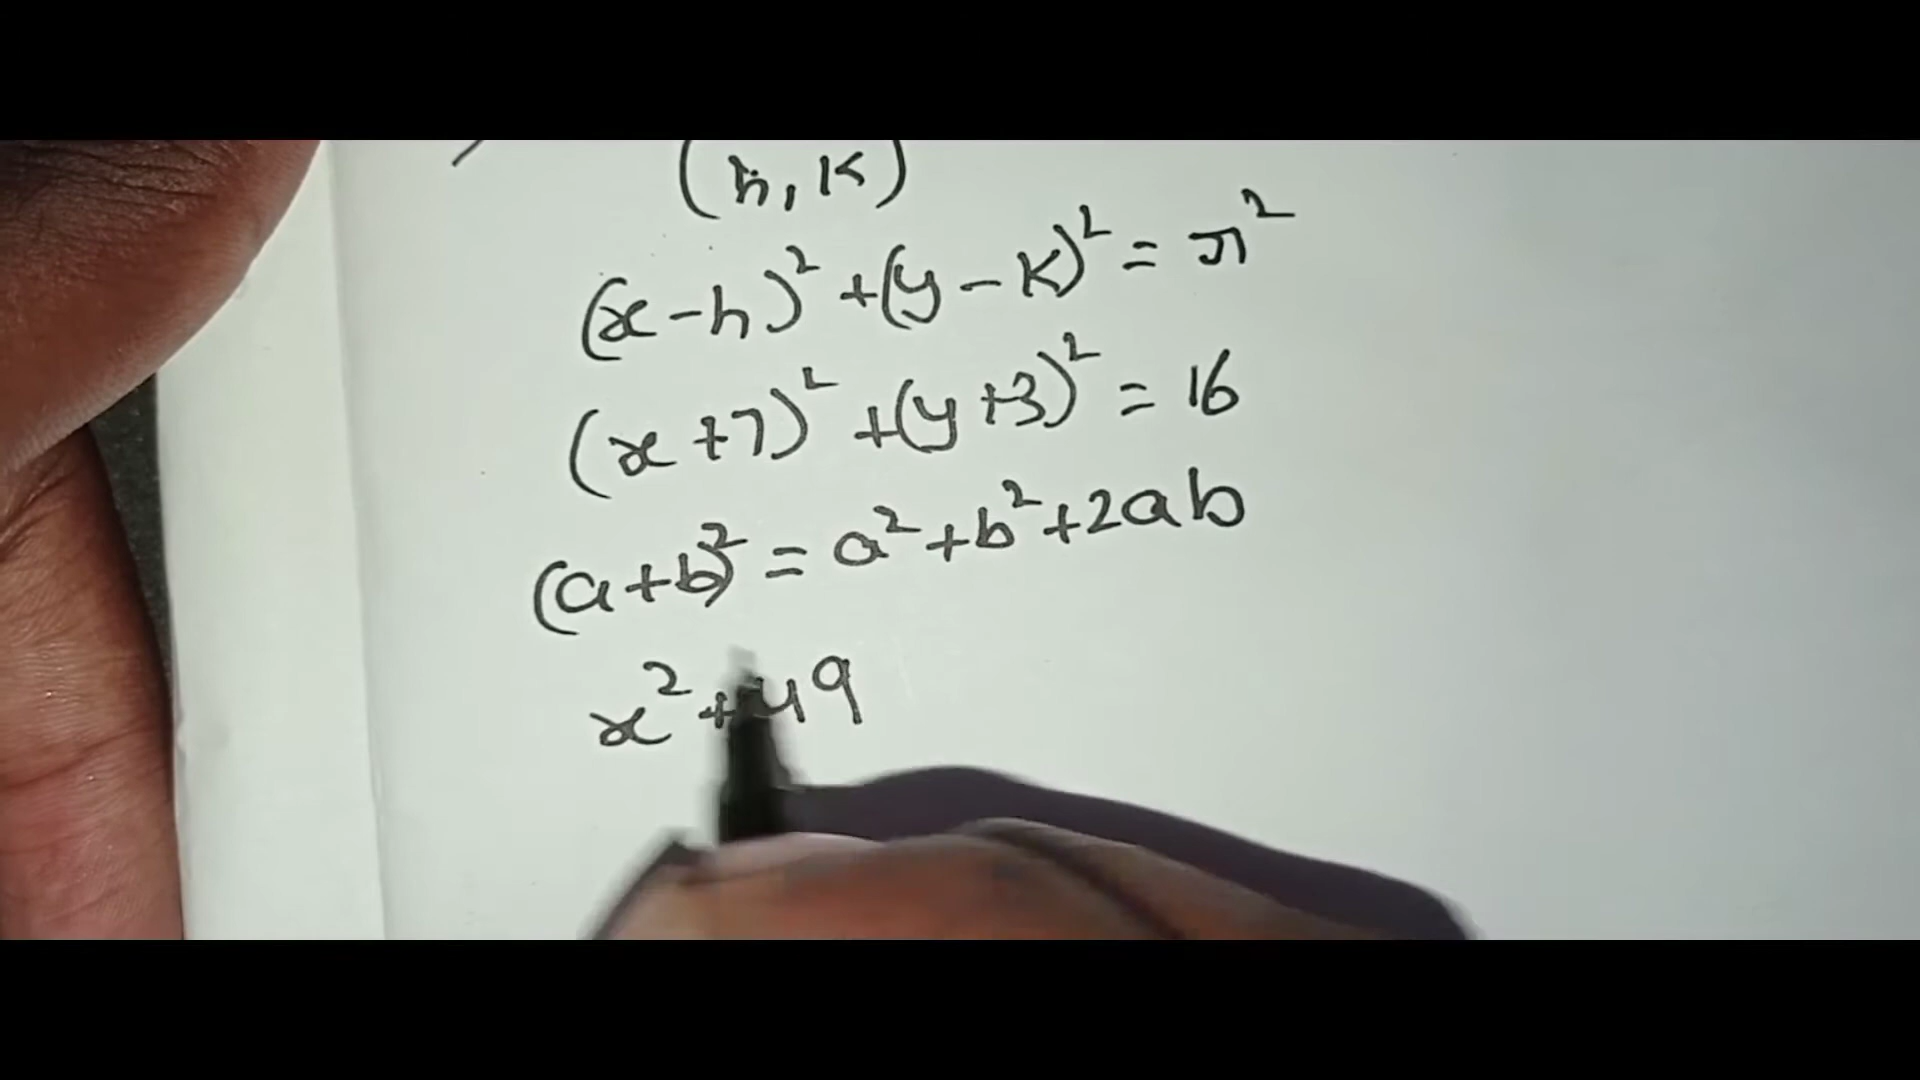 (h, k)
(x-h)² + (y-k)² = r²
(x+7)² + (y+3)² = 16
(a+b)² = a²+b²+2ab
x²+49